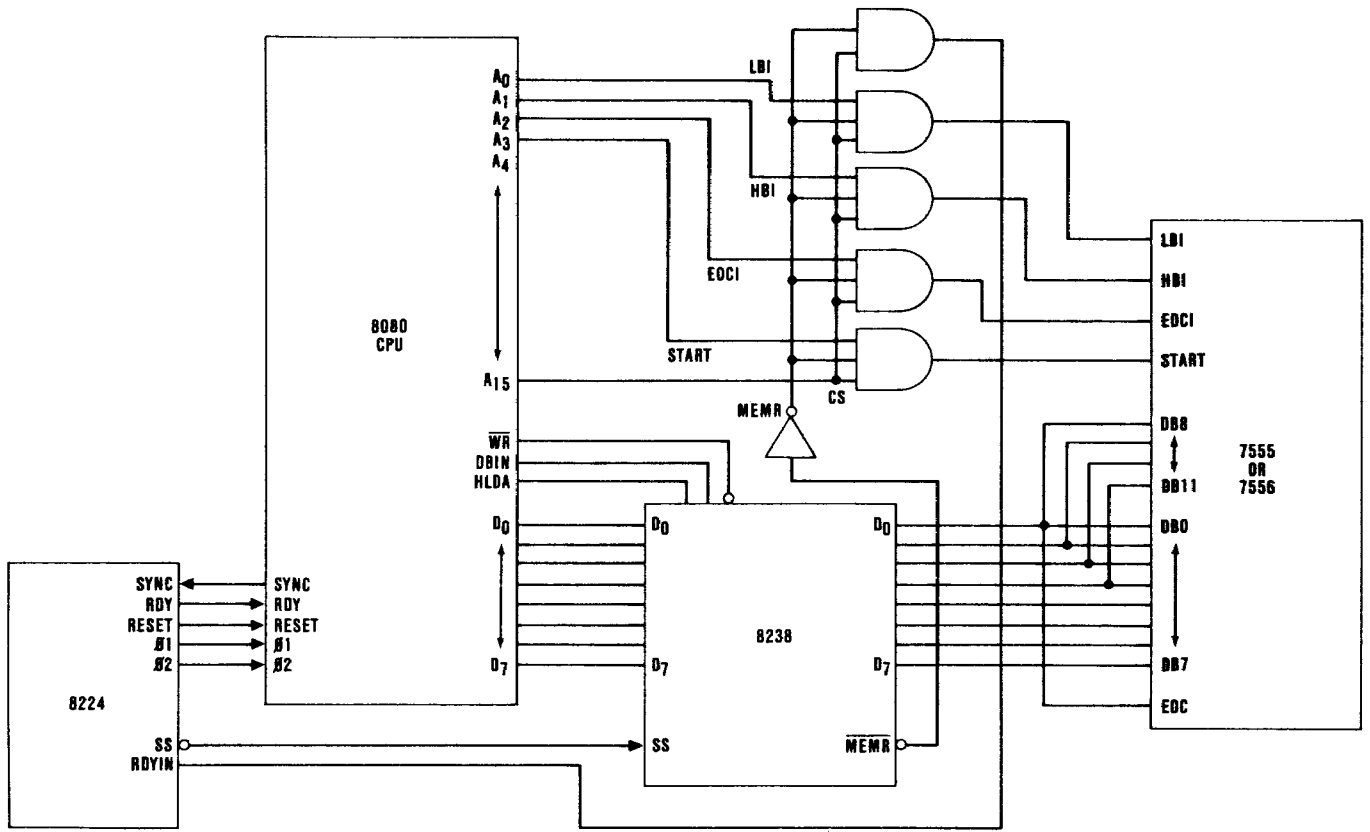 LBI
A0
A1
A2
A3
A4
HBI
LBI
HBI
EOCI
EOCI
8080
CPU
START
START
A15
CS
MEMR
DB8
WR
DBIN
7555
OR
7556
HLDA
DB11
D0
D0
D0
DB0
SYNC
SYNC
RDY
RDY
RESET
RESET
Ø1
Ø1
Ø2
Ø2
8238
D7
D7
D7
DB7
8224
EOC
SS
SS
MEMR
RDYIN